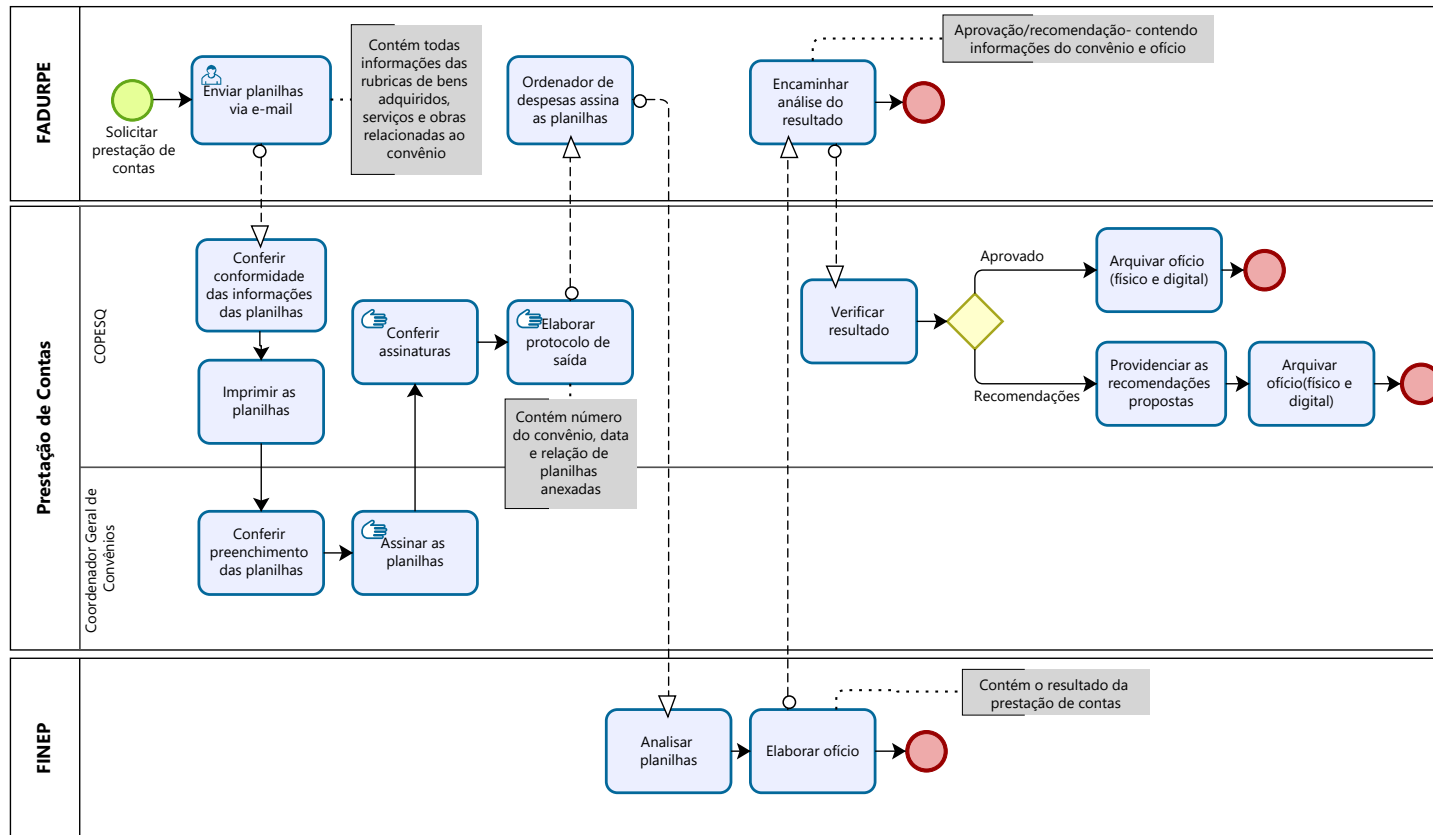 FADURPE
Solicitar
prestação de
contas
Enviar planilhas
via e-mail
Contém todas
informações das
rubricas de bens
adquiridos,
serviços e obras
relacionadas ao
convênio
Ordenador de
despesas assina
as planilhas
Encaminhar
análise do
resultado
Aprovação/recomendação- contendo
informações do convênio e ofício
Prestação de Contas
COPESQ
Conferir
conformidade
das informações
das planilhas
Imprimir as
planilhas
Conferir
assinaturas
Elaborar
protocolo de
saída
Contém número
do convênio, data
e relação de
planilhas
anexadas
Verificar
resultado
Aprovado
Arquivar ofício
(físico e digital)
Recomendações
Providenciar as
recomendações
propostas
Arquivar
ofício(físico e
digital)
Coordenador Geral de
Convênios
Conferir
preenchimento
das planilhas
Assinar as
planilhas
FINEP
Analisar
planilhas
Elaborar ofício
Contém o resultado da
prestação de contas